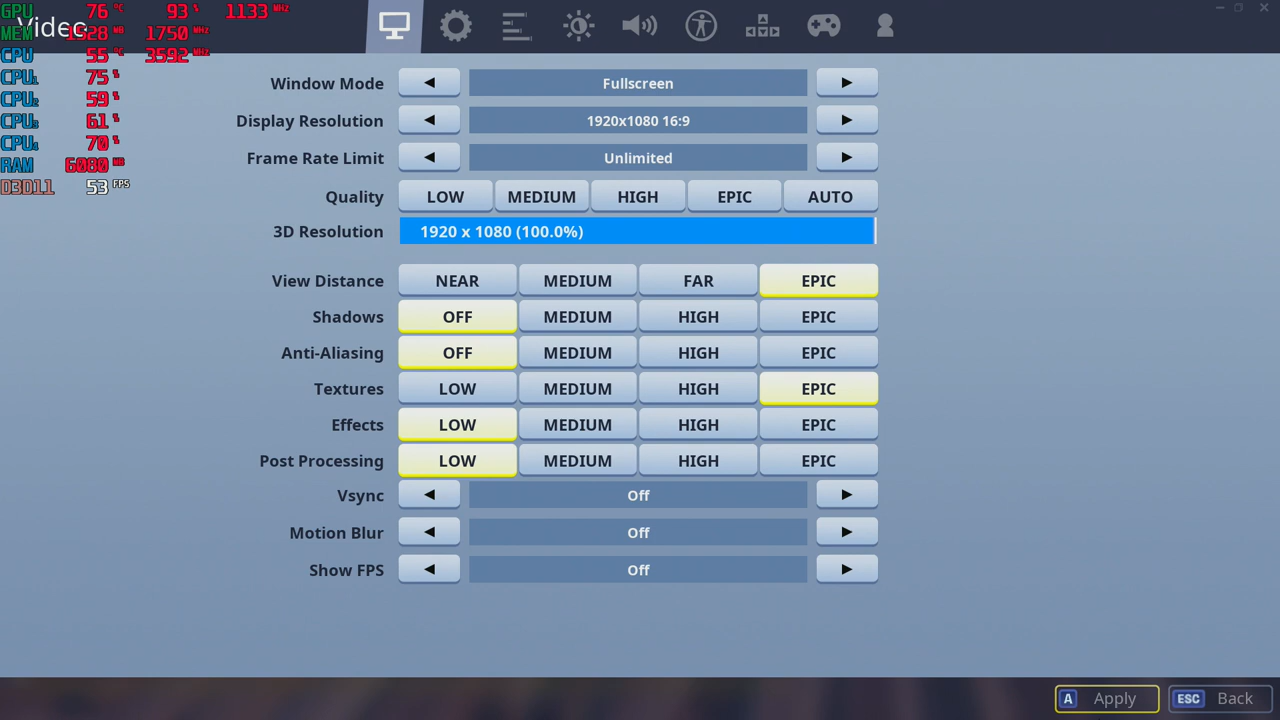 GPU 76 °C 93 % 1133 MHz
Video
MEM 1528 MB 1750 MHz
CPU 55 °C 3592 MHz
CPU1 75 %
CPU2 59 %
CPU3 61 %
CPU4 70 %
RAM 6080 MB
D3D11 53 FPS
Window Mode ◄ Fullscreen ►
Display Resolution ◄ 1920x1080 16:9 ►
Frame Rate Limit ◄ Unlimited ►
Quality LOW MEDIUM HIGH EPIC AUTO
3D Resolution 1920 x 1080 (100.0%)
View Distance NEAR MEDIUM FAR EPIC
Shadows OFF MEDIUM HIGH EPIC
Anti-Aliasing OFF MEDIUM HIGH EPIC
Textures LOW MEDIUM HIGH EPIC
Effects LOW MEDIUM HIGH EPIC
Post Processing LOW MEDIUM HIGH EPIC
Vsync ◄ Off ►
Motion Blur ◄ Off ►
Show FPS ◄ Off ►
A Apply ESC Back